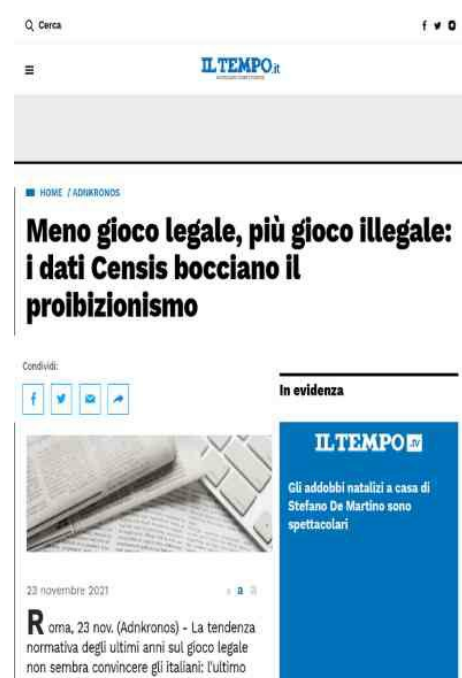 Cerca
IL TEMPO.it
HOME / ADNKRONOS
Meno gioco legale, più gioco illegale:
i dati Censis bocciano il
proibizionismo
Condividi:
In evidenza
IL TEMPO TV
Gli addobbi natalizi a casa di
Stefano De Martino sono
spettacolari
23 novembre 2021
a a a
Roma, 23 nov. (Adnkronos) - La tendenza
normativa degli ultimi anni sul gioco legale
non sembra convincere gli italiani: l'ultimo